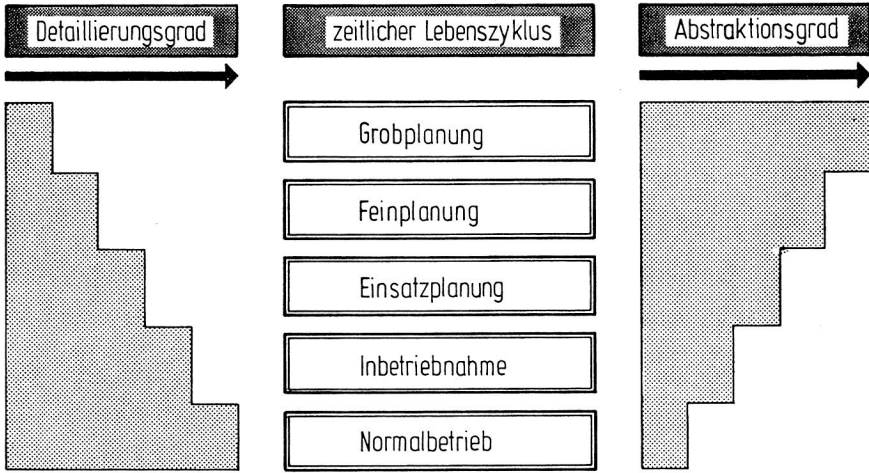 Detaillierungsgrad
zeitlicher Lebenszyklus
Abstraktionsgrad
Grobplanung
Feinplanung
Einsatzplanung
Inbetriebnahme
Normalbetrieb